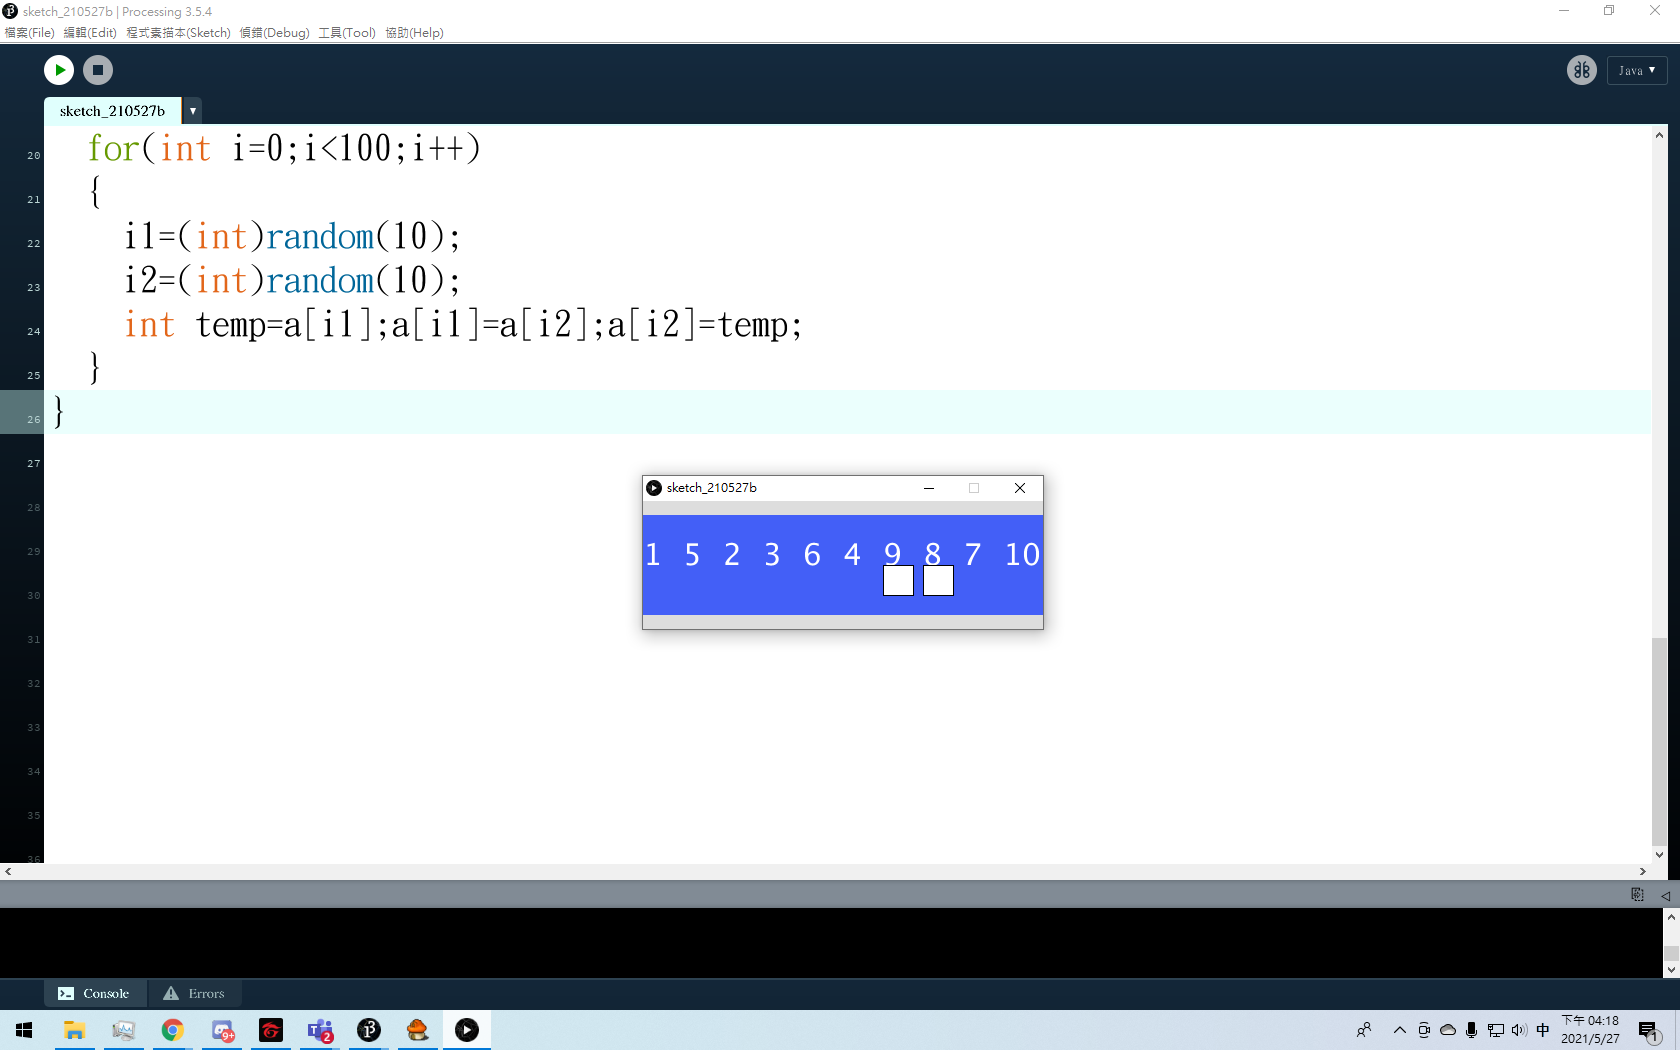 sketch_210527b | Processing 3.5.4
檔案(File) 編輯(Edit) 程式素描本(Sketch) 偵錯(Debug) 工具(Tool) 協助(Help)
Java ▼
sketch_210527b ▼
20 for(int i=0;i<100;i++)
21 {
22 i1=(int)random(10);
23 i2=(int)random(10);
24 int temp=a[i1];a[i1]=a[i2];a[i2]=temp;
25 }
26 }
27
sketch_210527b
28
29
1 5 2 3 6 4 9 8 7 10
30
31
32
33
34
35
36
Console Errors
9+
2
中
下午 04:18
2021/5/27
1